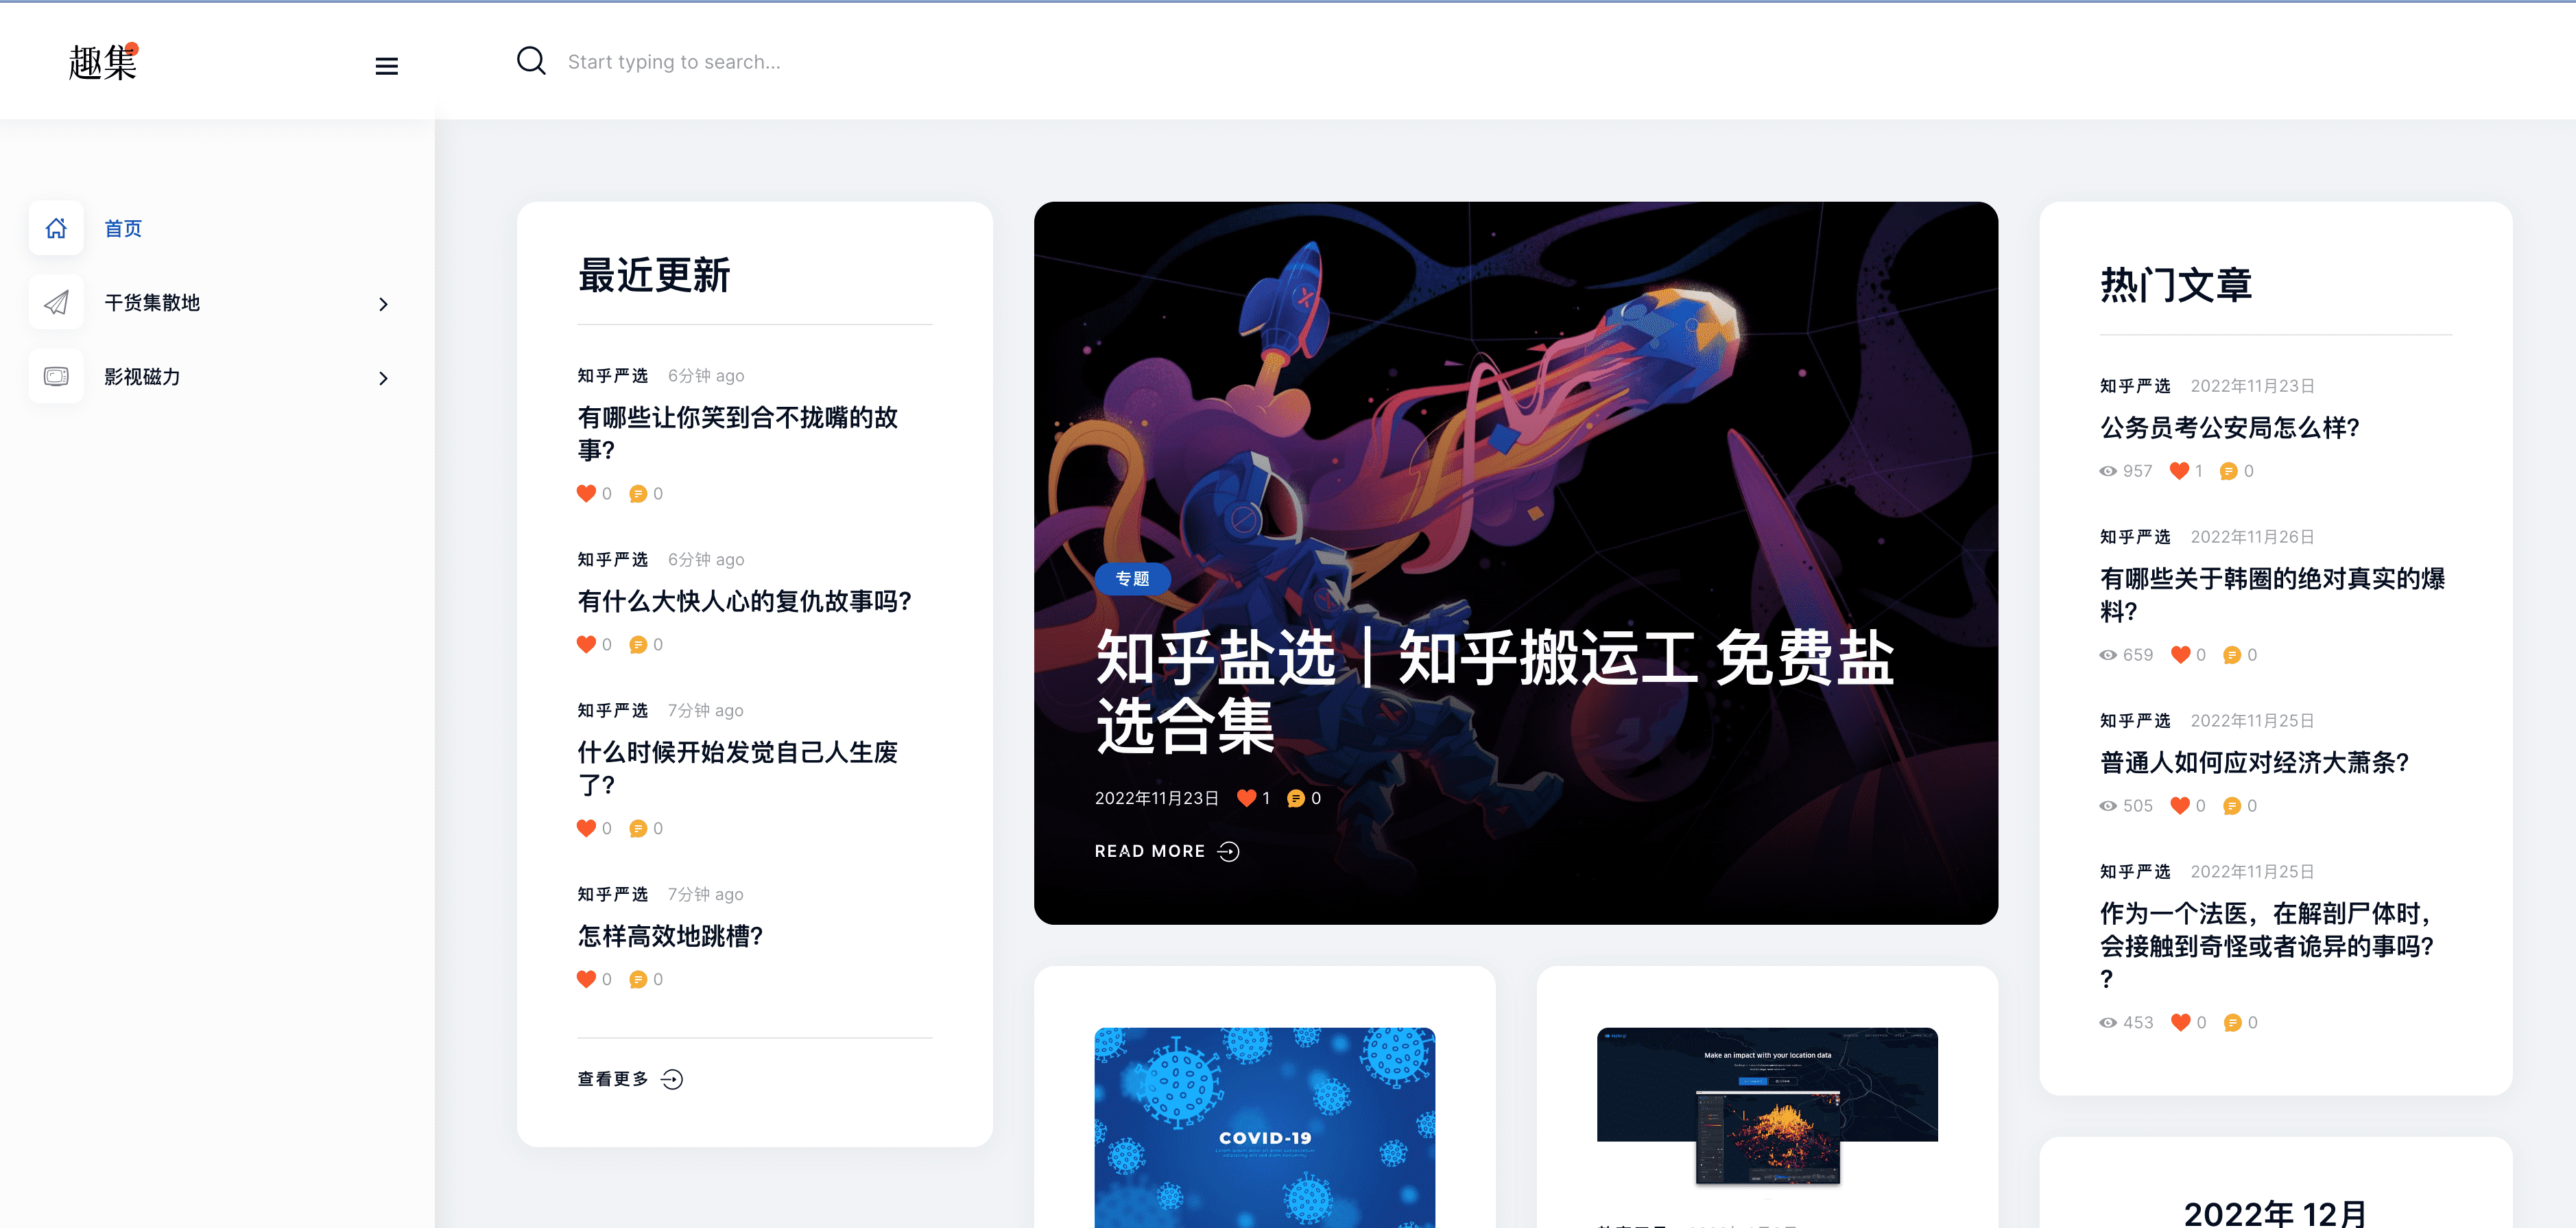 趣集
Start typing to search...
首页
干货集散地
影视磁力
最近更新
知乎严选 6分钟 ago
有哪些让你笑到合不拢嘴的故
事?
0 0
知乎严选 6分钟 ago
有什么大快人心的复仇故事吗?
0 0
知乎严选 7分钟 ago
什么时候开始发觉自己人生废
了?
0 0
知乎严选 7分钟 ago
怎样高效地跳槽?
0 0
查看更多
专题
知乎盐选 | 知乎搬运工 免费盐
选合集
2022年11月23日 1 0
READ MORE
COVID-19
Make an impact with your location data
热门文章
知乎严选 2022年11月23日
公务员考公安局怎么样?
957 1 0
知乎严选 2022年11月26日
有哪些关于韩圈的绝对真实的爆
料?
659 0 0
知乎严选 2022年11月25日
普通人如何应对经济大萧条?
505 0 0
知乎严选 2022年11月25日
作为一个法医，在解剖尸体时，
会接触到奇怪或者诡异的事吗?
?
453 0 0
2022年 12月